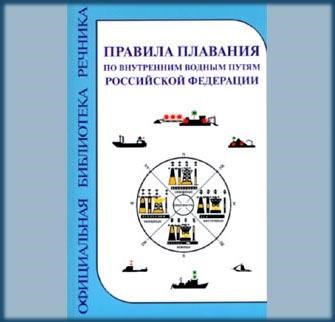 ПРАВИЛА ПЛАВАНИЯ
ПО ВНУТРЕННИМ ВОДНЫМ ПУТЯМ
РОССИЙСКОЙ ФЕДЕРАЦИИ
ОФИЦИАЛЬНАЯ БИБЛИОТЕКА РЕЧНИКА